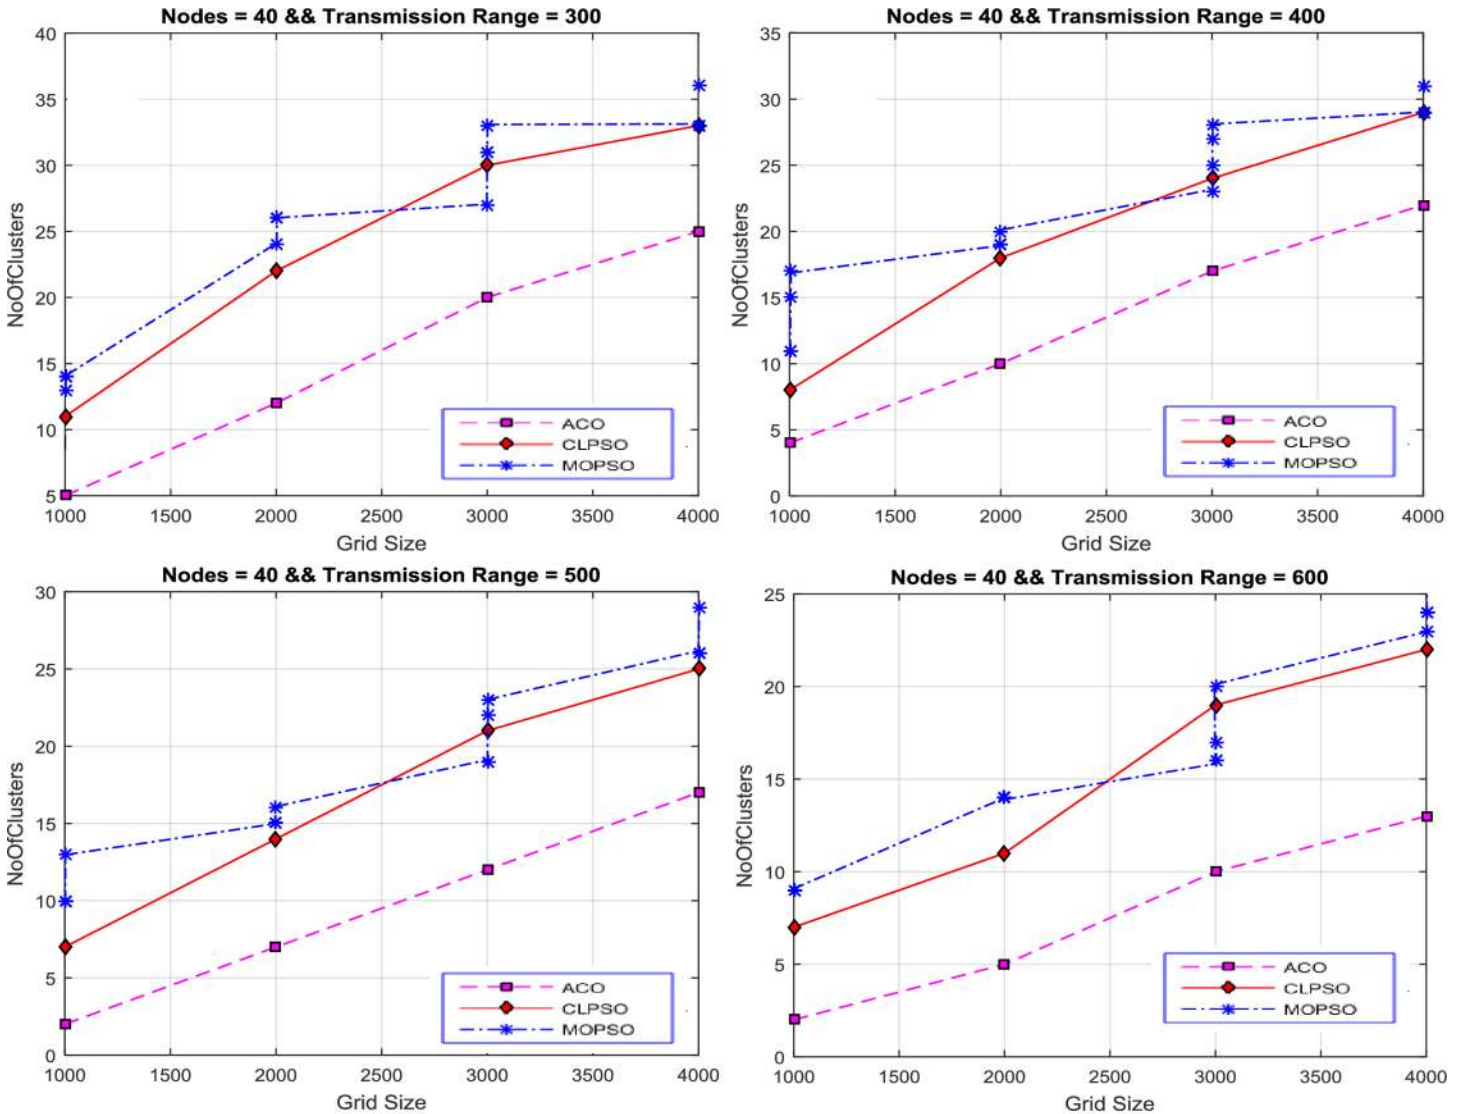 Nodes = 40 && Transmission Range = 300
40
35
30
25
20
15
10
5
NoOfClusters
ACO
CLPSO
MOPSO
1000 1500 2000 2500 3000 3500 4000
Grid Size
Nodes = 40 && Transmission Range = 400
35
30
25
20
15
10
5
0
NoOfClusters
ACO
CLPSO
MOPSO
1000 1500 2000 2500 3000 3500 4000
Grid Size
Nodes = 40 && Transmission Range = 500
30
25
20
15
10
5
0
NoOfClusters
ACO
CLPSO
MOPSO
1000 1500 2000 2500 3000 3500 4000
Grid Size
Nodes = 40 && Transmission Range = 600
25
20
15
10
5
0
NoOfClusters
ACO
CLPSO
MOPSO
1000 1500 2000 2500 3000 3500 4000
Grid Size